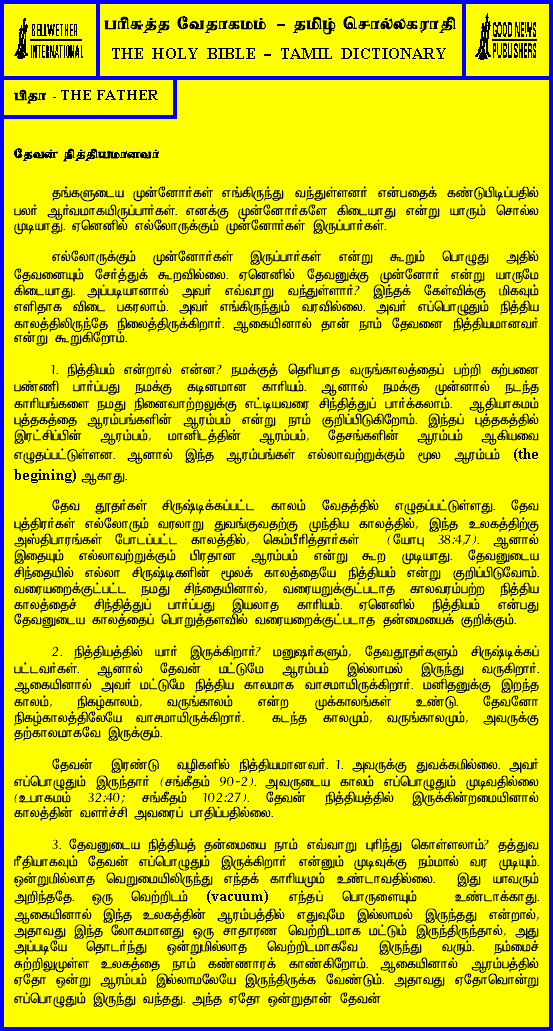 BELLWETHER
INTERNATIONAL
பரிசுத்த வேதாகமம் – தமிழ் சொல்லகராதி
THE HOLY BIBLE – TAMIL DICTIONARY
GOOD NEWS
PUBLISHERS
பிதா - THE FATHER
தேவன் நித்தியமானவர்
தங்களுடைய முன்னோர்கள் எங்கிருந்து வந்துள்ளனர் என்பதைக் கண்டுபிடிப்பதில்
பலர் ஆர்வமாகயிருப்பார்கள். எனக்கு முன்னோர்களே கிடையாது என்று யாரும் சொல்ல
முடியாது. ஏனெனில் எல்லோருக்கும் முன்னோர்கள் இருப்பார்கள்.
எல்லோருக்கும் முன்னோர்கள் இருப்பார்கள் என்று கூறும் பொழுது அதில்
தேவனையும் சேர்த்துக் கூறவில்லை. ஏனெனில் தேவனுக்கு முன்னோர் என்று யாருமே
கிடையாது. அப்படியானால் அவர் எவ்வாறு வந்துள்ளார்? இந்தக் கேள்விக்கு மிகவும்
எளிதாக விடை பகரலாம். அவர் எங்கிருந்தும் வரவில்லை. அவர் எப்பொழுதும் நித்திய
காலத்திலிருந்தே நிலைத்திருக்கிறார். ஆகையினால் தான் நாம் தேவனை நித்தியமானவர்
என்று கூறுகிறோம்.
1. நித்தியம் என்றால் என்ன? நமக்குத் தெரியாத வருங்காலத்தைப் பற்றி கற்பனை
பண்ணி பார்ப்பது நமக்கு கடினமான காரியம். ஆனால் நமக்கு முன்னால் நடந்த
காரியங்களை நமது நினைவாற்றலுக்கு எட்டியவரை சிந்தித்துப் பார்க்கலாம். ஆதியாகமம்
புத்தகத்தை ஆரம்பங்களின் ஆரம்பம் என்று நாம் குறிப்பிடுகிறோம். இந்தப் புத்தகத்தில்
இரட்சிப்பின் ஆரம்பம், மானிடத்தின் ஆரம்பம், தேசங்களின் ஆரம்பம் ஆகியவை
எழுதப்பட்டுள்ளன. ஆனால் இந்த ஆரம்பங்கள் எல்லாவற்றுக்கும் மூல ஆரம்பம் (the
begining) ஆகாது.
தேவ தூதர்கள் சிருஷ்டிக்கப்பட்ட காலம் வேதத்தில் எழுதப்பட்டுள்ளது. தேவ
புத்திரர்கள் எல்லோரும் வரலாறு துவங்குவதற்கு முந்திய காலத்தில், இந்த உலகத்திற்கு
அஸ்திபாரங்கள் போடப்பட்ட காலத்தில், கெம்பீரித்தார்கள் (யோபு 38:4,7). ஆனால்
இதையும் எல்லாவற்றுக்கும் பிரதான ஆரம்பம் என்று கூற முடியாது. தேவனுடைய
சிந்தையில் எல்லா சிருஷ்டிகளின் மூலக் காலத்தையே நித்தியம் என்று குறிப்பிடுவோம்.
வரையறைக்குட்பட்ட நமது சிந்தையினால், வரையறுக்குட்படாத காலவரம்பற்ற நித்திய
காலத்தைச் சிந்தித்துப் பார்ப்பது இயலாத காரியம். ஏனெனில் நித்தியம் என்பது
தேவனுடைய காலத்தைப் பொறுத்தளவில் வரையறைக்குட்படாத தன்மையைக் குறிக்கும்.
2. நித்தியத்தில் யார் இருக்கிறார்? மனுஷர்களும், தேவதூதர்களும் சிருஷ்டிக்கப்
பட்டவர்கள். ஆனால் தேவன் மட்டுமே ஆரம்பம் இல்லாமல் இருந்து வருகிறார்.
ஆகையினால் அவர் மட்டுமே நித்திய காலமாக வாசமாயிருக்கிறார். மனிதனுக்கு இறந்த
காலம், நிகழ்காலம், வருங்காலம் என்ற முக்காலங்கள் உண்டு. தேவனோ
நிகழ்காலத்திலேயே வாசமாயிருக்கிறார். கடந்த காலமும், வருங்காலமும், அவருக்கு
தற்காலமாகவே இருக்கும்.
தேவன் இரண்டு வழிகளில் நித்தியமானவர். 1. அவருக்கு துவக்கமில்லை. அவர்
எப்பொழுதும் இருந்தார் (சங்கீதம் 90-2). அவருடைய காலம் எப்பொழுதும் முடிவதில்லை
(உபாகமம் 32:40; சங்கீதம் 102:27). தேவன் நித்தியத்தில் இருக்கின்றமையினால்
காலத்தின் வளர்ச்சி அவரைப் பாதிப்பதில்லை.
3. தேவனுடைய நித்தியத் தன்மையை நாம் எவ்வாறு புரிந்து கொள்ளலாம்? தத்துவ
ரீதியாகவும் தேவன் எப்பொழுதும் இருக்கிறார் என்னும் முடிவுக்கு நம்மால் வர முடியும்.
ஒன்றுமில்லாத வெறுமையிலிருந்து எந்தக் காரியமும் உண்டாவதில்லை. இது யாவரும்
அறிந்ததே. ஒரு வெற்றிடம் (vacuum) எந்தப் பொருளையும் உண்டாக்காது.
ஆகையினால் இந்த உலகத்தின் ஆரம்பத்தில் எதுவுமே இல்லாமல் இருந்தது என்றால்,
அதாவது இந்த லோகமானது ஒரு சாதாரண வெற்றிடமாக மட்டும் இருந்திருந்தால், அது
அப்படியே தொடர்ந்து ஒன்றுமில்லாத வெற்றிடமாகவே இருந்து வரும். நம்மைச்
சுற்றிலுமுள்ள உலகத்தை நாம் கண்ணாரக் காண்கிறோம். ஆகையினால் ஆரம்பத்தில்
ஏதோ ஒன்று ஆரம்பம் இல்லாமலேயே இருந்திருக்க வேண்டும். அதாவது ஏதோவொன்று
எப்பொழுதும் இருந்து வந்தது. அந்த ஏதோ ஒன்றுதான் தேவன்